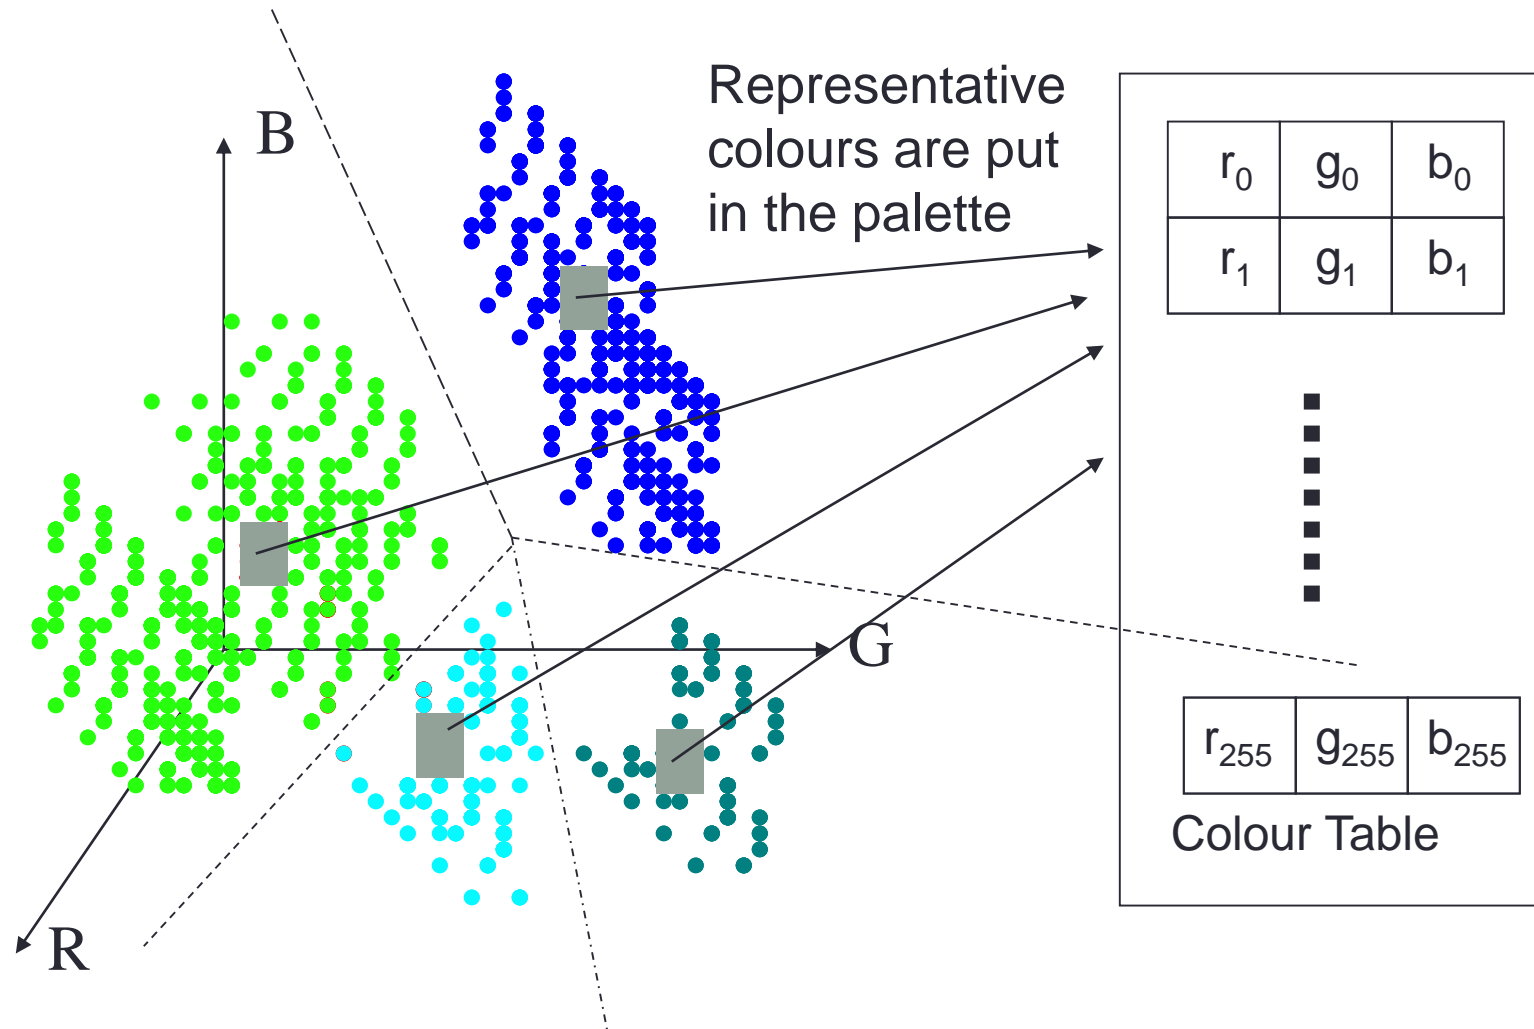 Representative
colours are put
in the palette
B
G
R
r₀ g₀ b₀
r₁ g₁ b₁
r₂₅₅ g₂₅₅ b₂₅₅
Colour Table